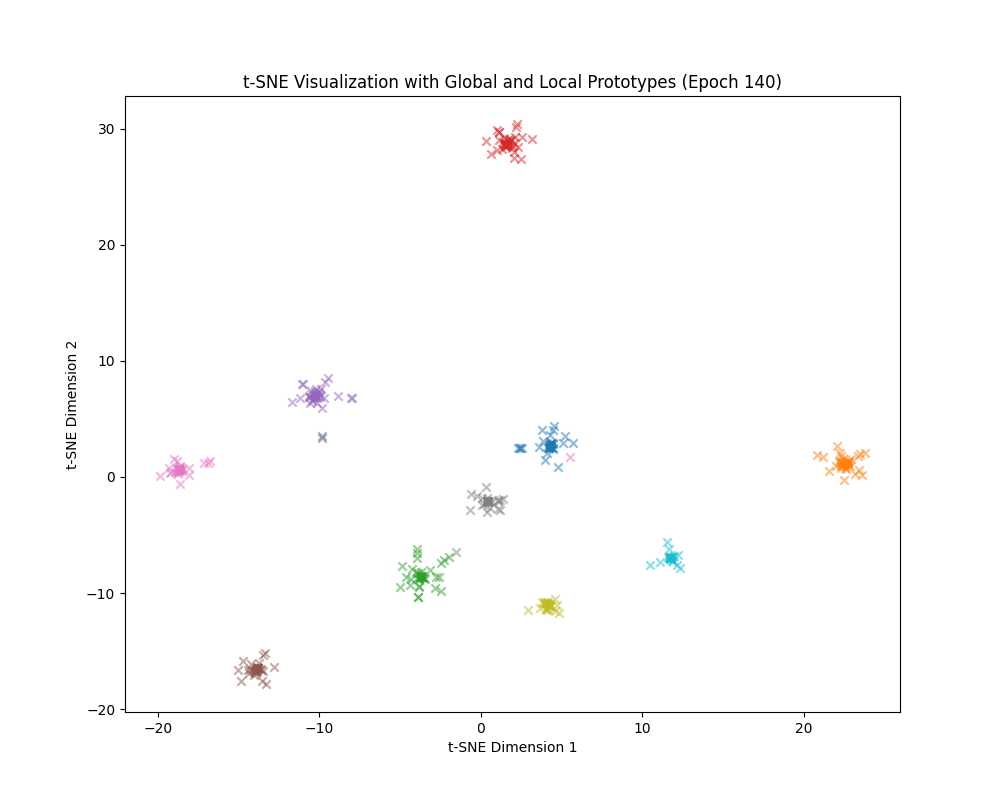 t-SNE Visualization with Global and Local Prototypes (Epoch 140)
30
20
10
0
−10
−20
t-SNE Dimension 2
−20 −10 0 10 20
t-SNE Dimension 1